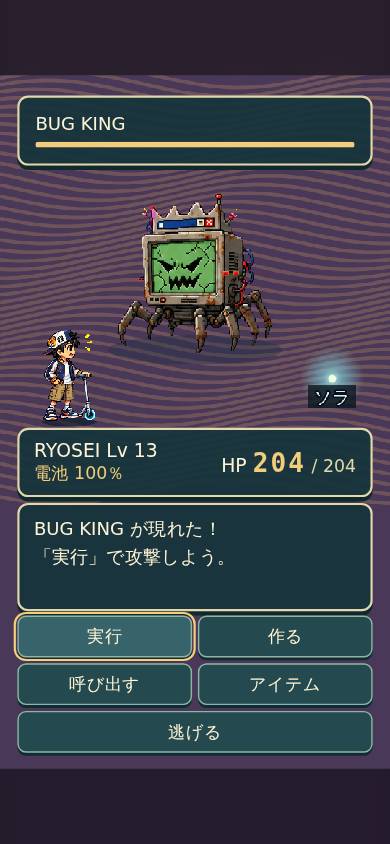 BUG KING
ソラ
RYOSEI Lv 13
電池 100%
HP 204 / 204
BUG KING が現れた！
「実行」で攻撃しよう。
実行
作る
呼び出す
アイテム
逃げる